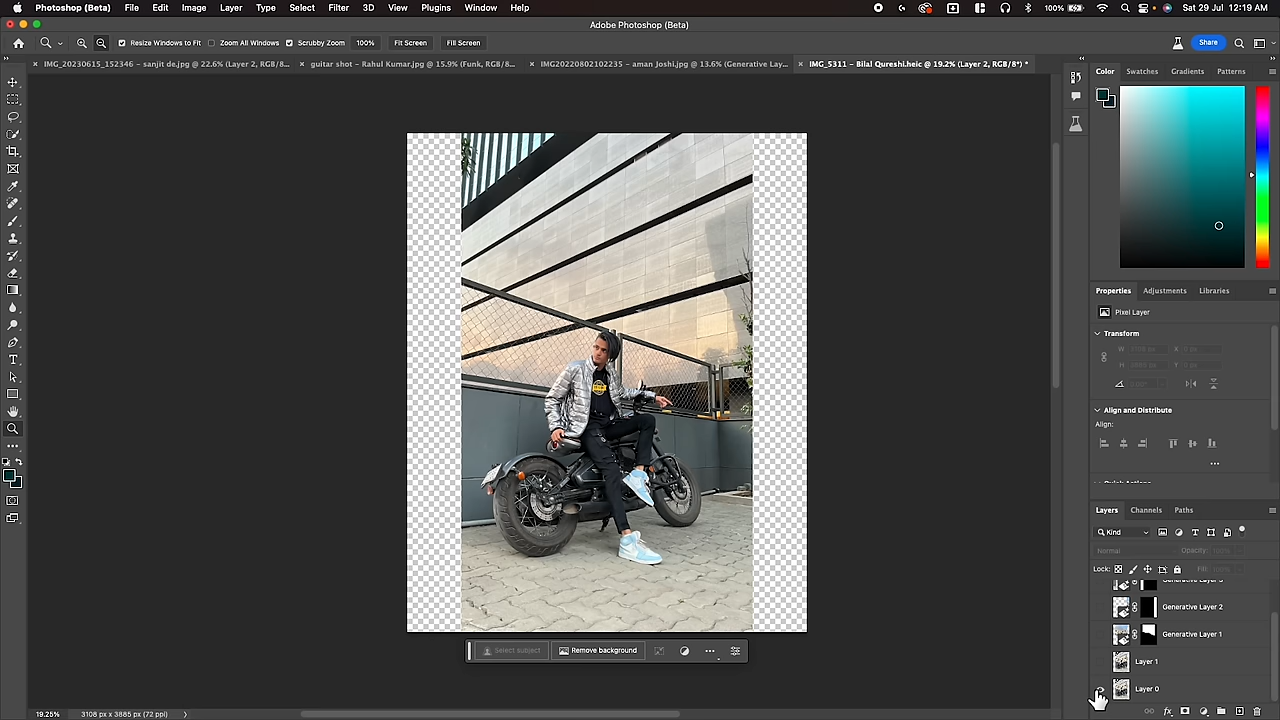 Photoshop (Beta) File Edit Image Layer Type Select Filter 3D View Plugins Window Help 100% Sat 29 Jul 12:19 AM
Adobe Photoshop (Beta)
Resize Windows to Fit Zoom All Windows Scrubby Zoom 100% Fit Screen Fill Screen Share
IMG_20230615_152346 – sanjit de.jpg @ 22.6% (Layer 2, RGB/8... guitar shot – Rahul Kumar.jpg @ 15.9% (Funk, RGB/8... IMG20220802102235 – aman Joshi.jpg @ 13.6% (Generative Lay... IMG_5311 – Bilal Qureshi.heic @ 19.2% (Layer 2, RGB/8*) *
Color Swatches Gradients Patterns
Properties Adjustments Libraries
Pixel Layer
Transform
W X 0 px
H Y 0 px
Align and Distribute
Align:
Layers Channels Paths
Kind
Normal Opacity: 100%
Lock: Fill:
Generative Layer 2
Generative Layer 1
Layer 1
Layer 0
Select subject Remove background
19.25% 3108 px x 3885 px (72 ppi)